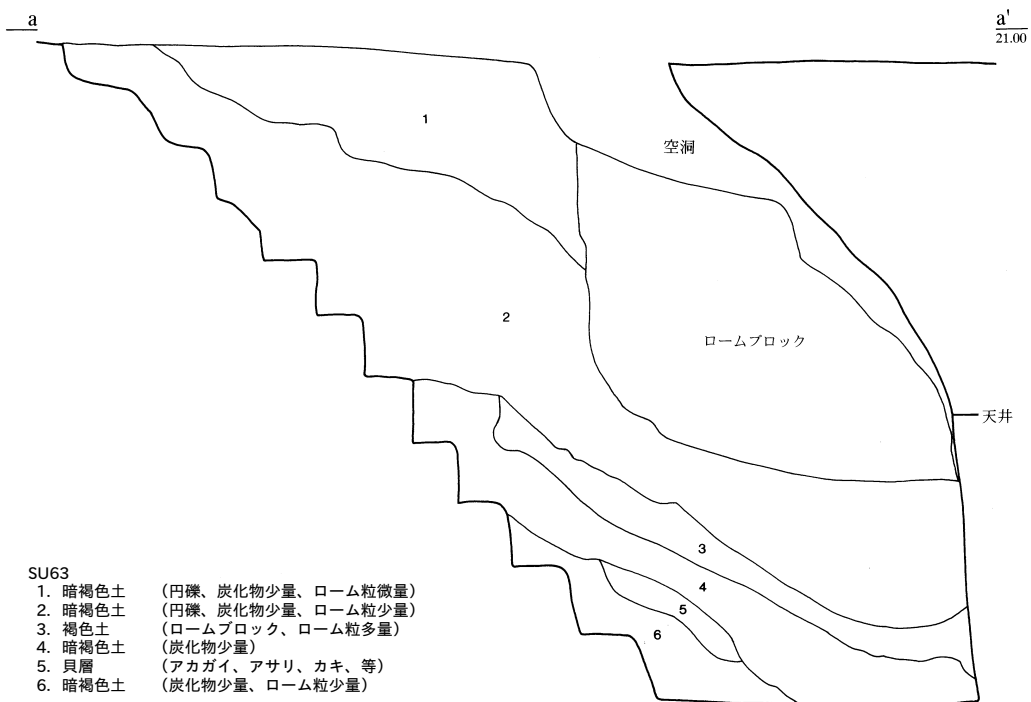 a
a'
21.00
1
空洞
2
ロームブロック
天井
3
4
5
6
SU63
1. 暗褐色土 (円礫、炭化物少量、ローム粒微量)
2. 暗褐色土 (円礫、炭化物少量、ローム粒少量)
3. 褐色土 (ロームブロック、ローム粒多量)
4. 暗褐色土 (炭化物少量)
5. 貝層 (アカガイ、アサリ、カキ、等)
6. 暗褐色土 (炭化物少量、ローム粒少量)